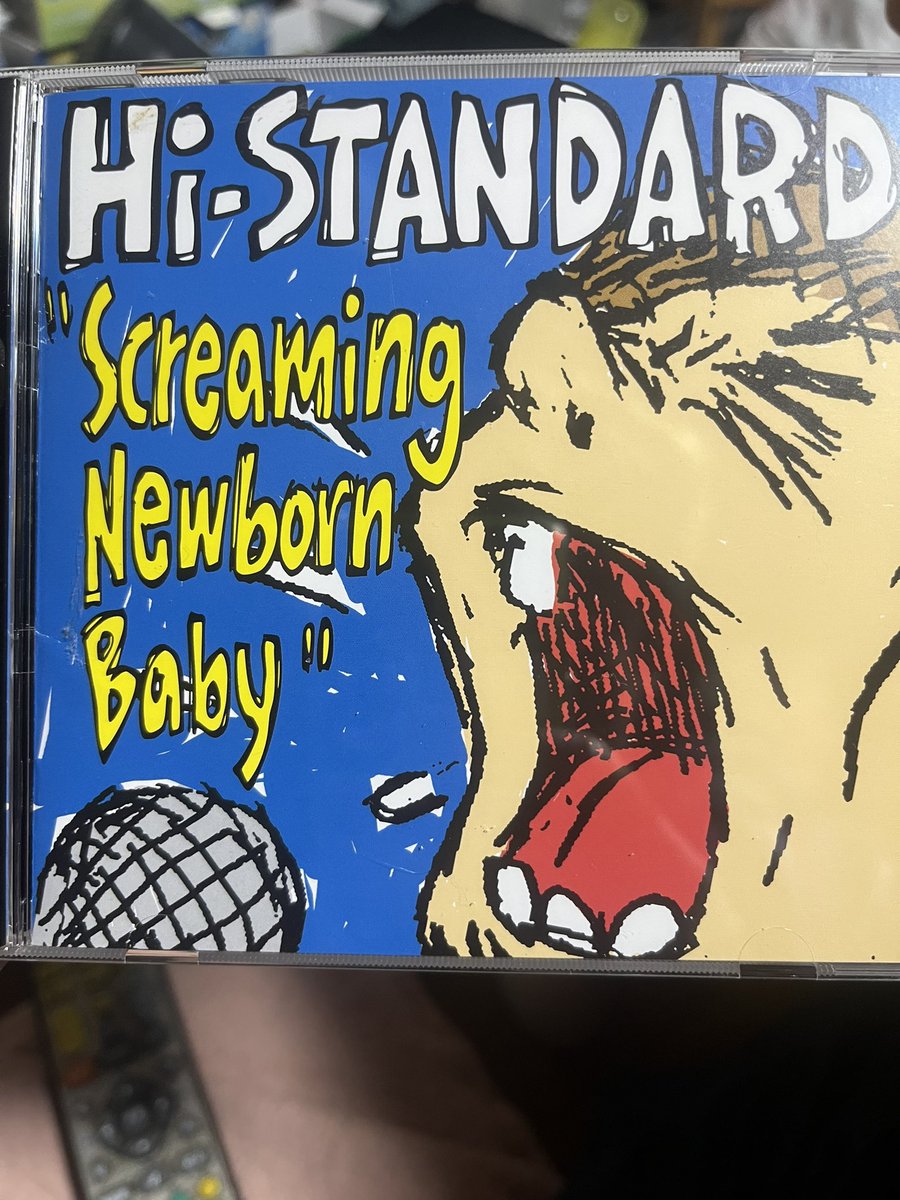 Hi-STANDARD
"Screaming
Newborn
Baby"